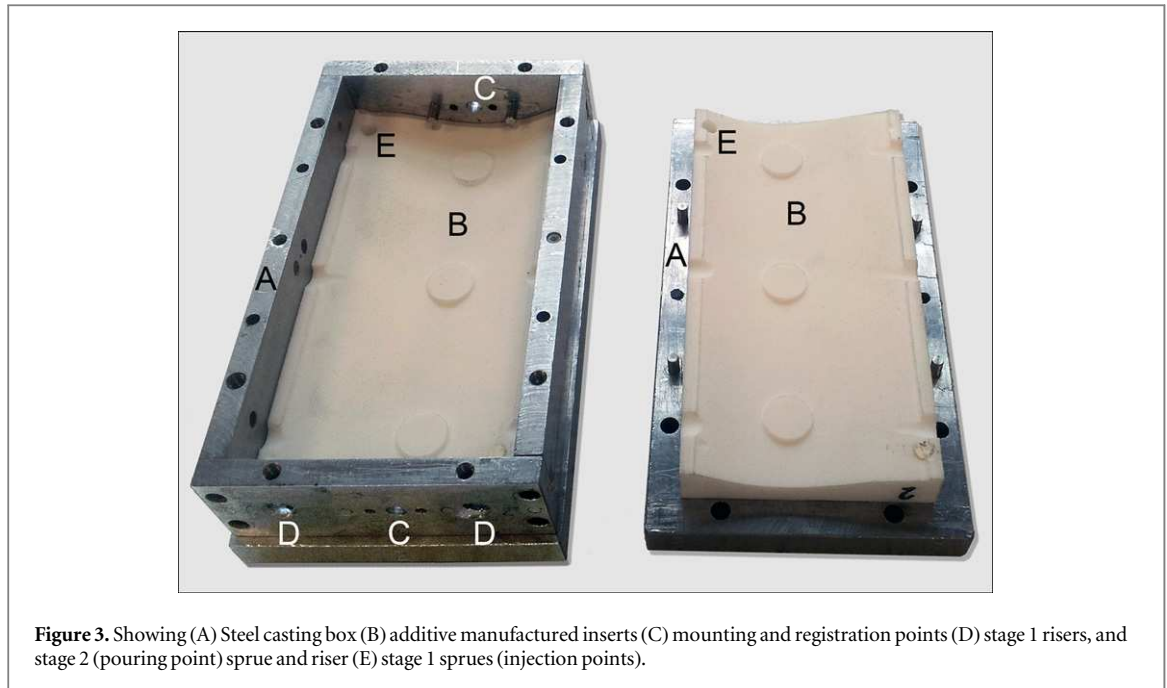 C
E
E
B
B
A
A
2
D
C
D
Figure 3. Showing (A) Steel casting box (B) additive manufactured inserts (C) mounting and registration points (D) stage 1 risers, and
stage 2 (pouring point) sprue and riser (E) stage 1 sprues (injection points).